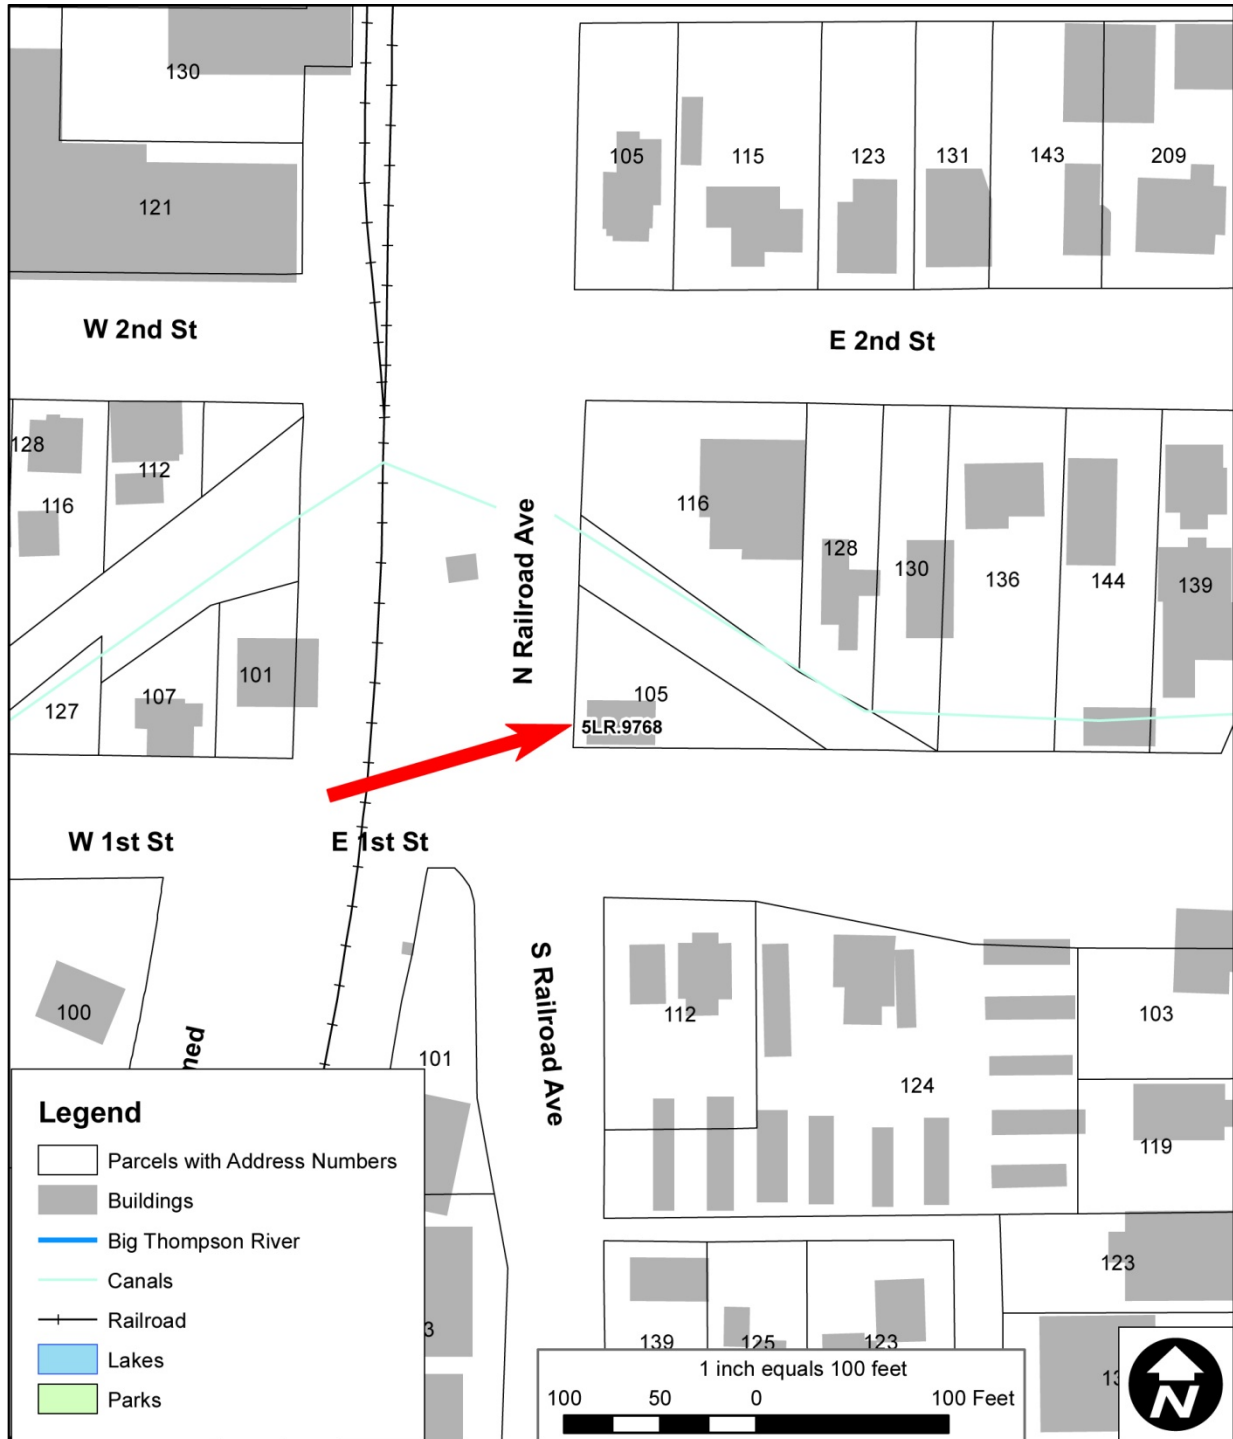 130
121
105
115
123
131
143
209
W 2nd St
E 2nd St
128
112
116
116
128
130
136
144
139
N Railroad Ave
101
107
127
105
5LR.9768
W 1st St
E 1st St
100
S Railroad Ave
112
124
103
101
119
123
139
125
123
Legend
Parcels with Address Numbers
Buildings
Big Thompson River
Canals
Railroad
Lakes
Parks
1 inch equals 100 feet
100 50 0 100 Feet
N